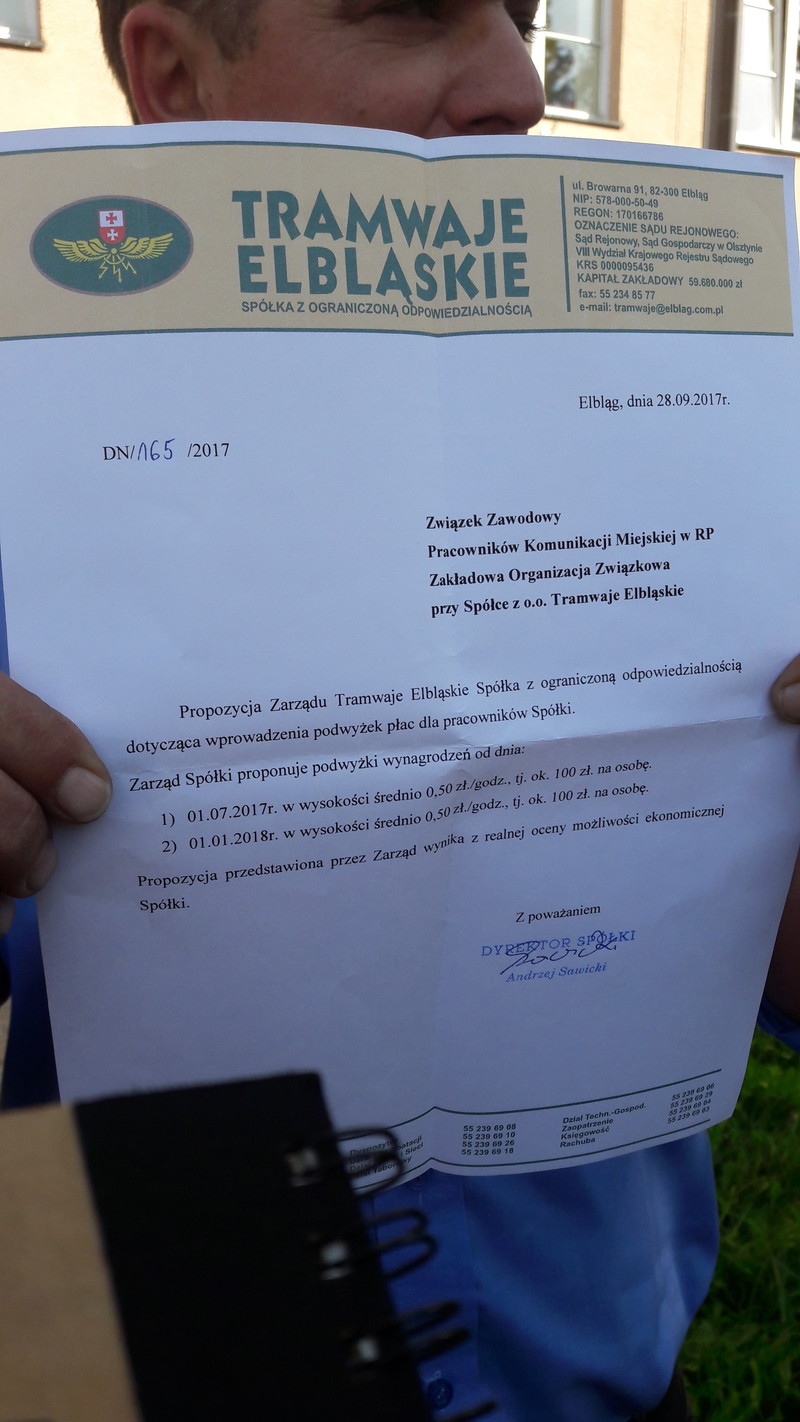 TRAMWAJE
ELBLĄSKIE
SPÓŁKA Z OGRANICZONĄ ODPOWIEDZIALNOŚCIĄ
ul. Browarna 91, 82-300 Elbląg
NIP: 578-000-50-49
REGON: 170166786
OZNACZENIE SĄDU REJONOWEGO:
Sąd Rejonowy, Sąd Gospodarczy w Olsztynie
VIII Wydział Krajowego Rejestru Sądowego
KRS 0000095436
KAPITAŁ ZAKŁADOWY 59.680.000 zł
fax: 55 234 85 77
e-mail: tramwaje@elblag.com.pl
Elbląg, dnia 28.09.2017r.
DN/165 /2017
Związek Zawodowy
Pracowników Komunikacji Miejskiej w RP
Zakładowa Organizacja Związkowa
przy Spółce z o.o. Tramwaje Elbląskie
Propozycja Zarządu Tramwaje Elbląskie Spółka z ograniczoną odpowiedzialnością
dotycząca wprowadzenia podwyżek płac dla pracowników Spółki.
Zarząd Spółki proponuje podwyżki wynagrodzeń od dnia:
1) 01.07.2017r. w wysokości średnio 0,50 zł./godz., tj. ok. 100 zł. na osobę.
2) 01.01.2018r. w wysokości średnio 0,50 zł./godz., tj. ok. 100 zł. na osobę.
Propozycja przedstawiona przez Zarząd wynika z realnej oceny możliwości ekonomicznej
Spółki.
Z poważaniem
DYREKTOR SPÓŁKI
Andrzej Sawicki
55 239 69 08
55 239 69 10
55 239 69 26
55 239 69 18
Dział Techn.-Gospod.
Zaopatrzenie
Księgowość
Rachuba
55 239 69 06
55 239 69 29
55 239 69 04
55 239 69 03